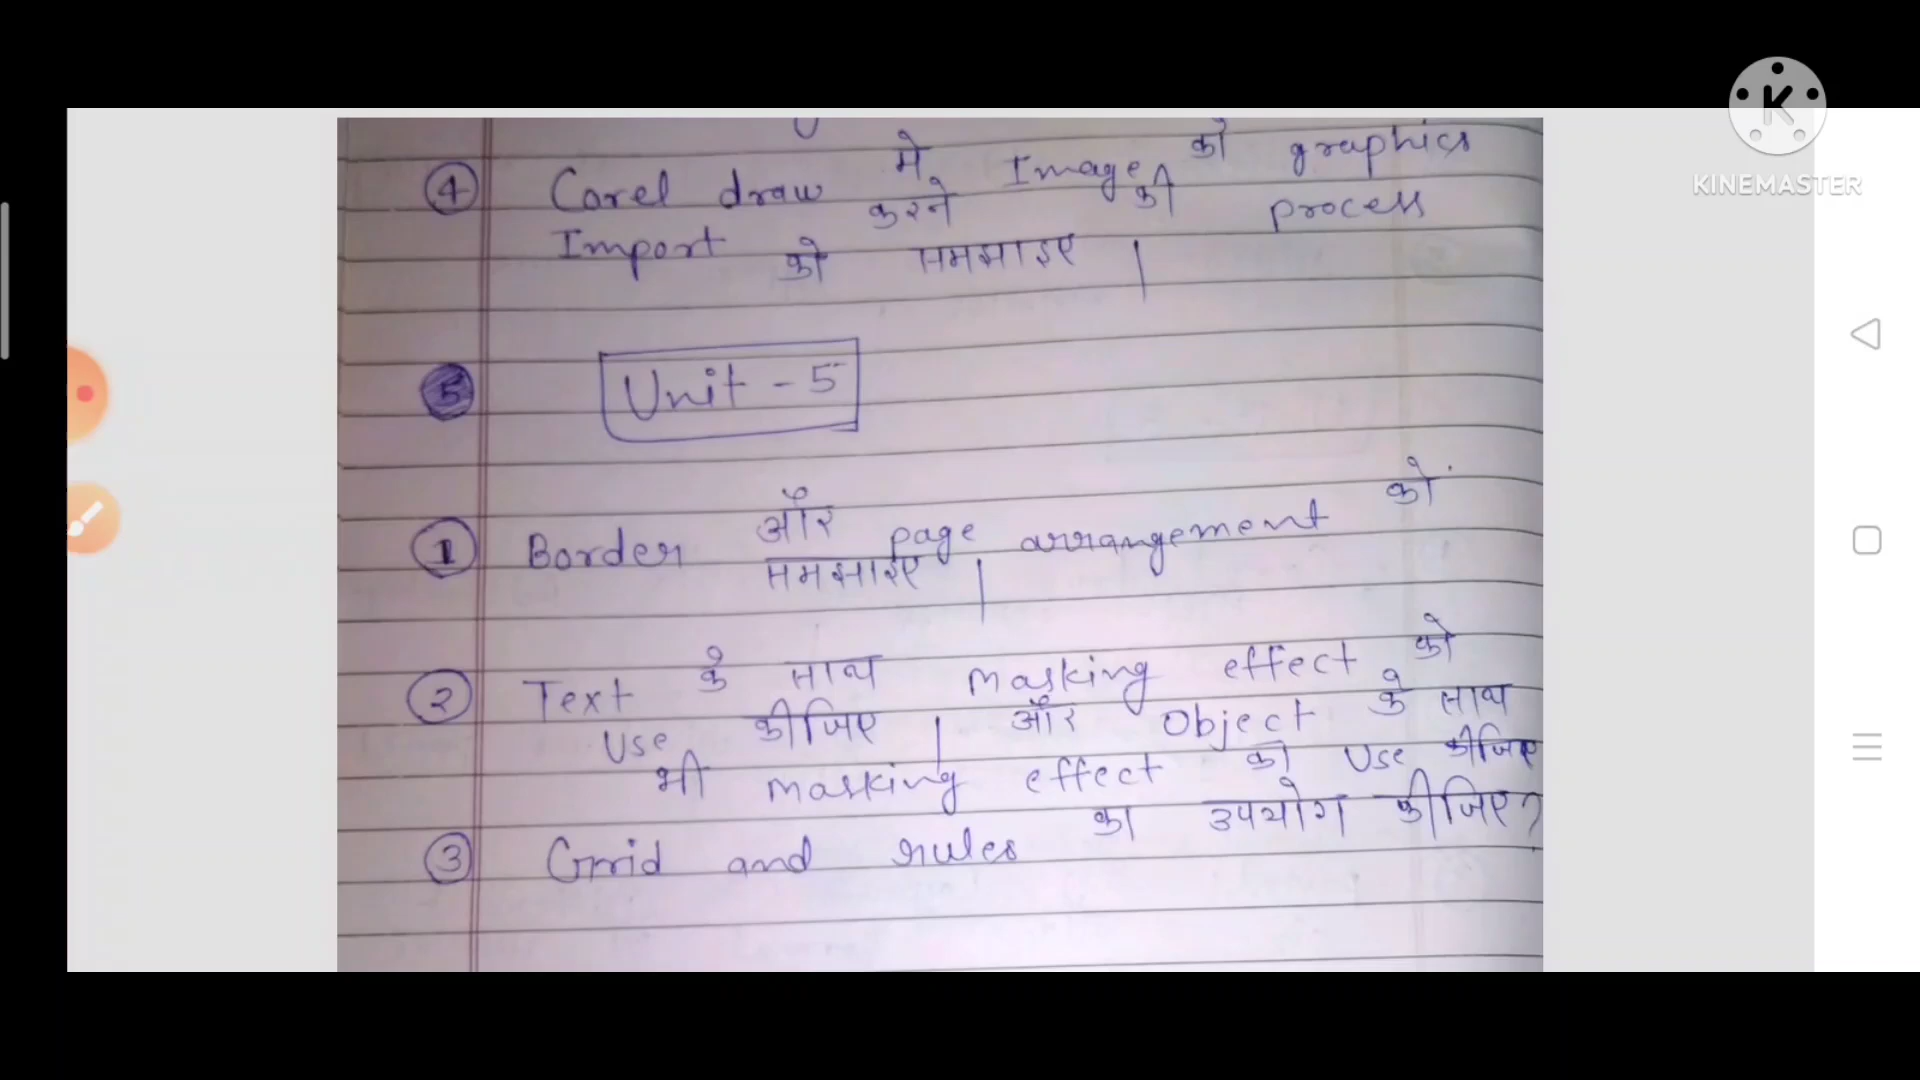 KINEMASTER
④ Corel draw में Image को graphics
Import करने की process
को समझाइए |
⑤ Unit - 5
① Border और page arrangement को
समझाइए |
② Text के साथ masking effect को
Use कीजिए | और Object के साथ
भी masking effect को Use कीजिए
③ Grid and rules का उपयोग कीजिए?